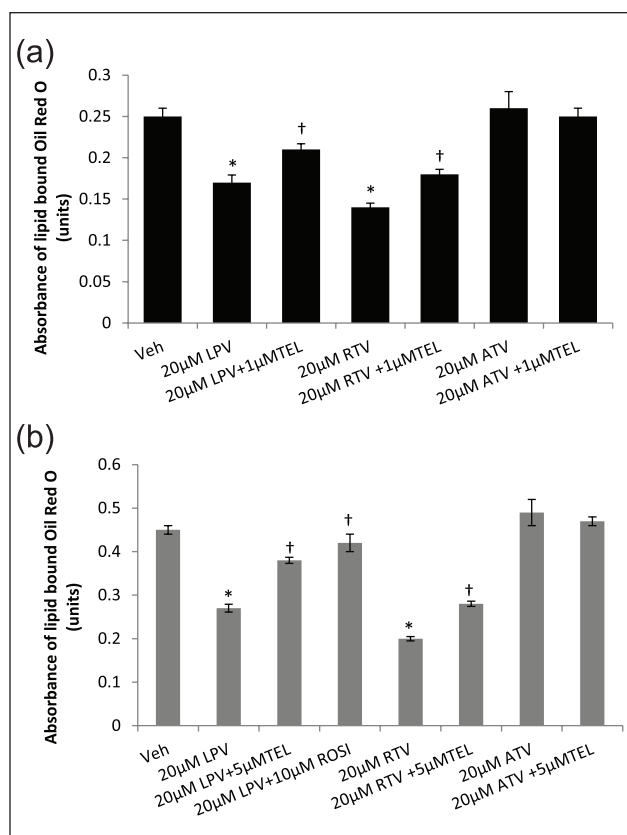 (a)
Absorbance of lipid bound Oil Red O
(units)
0.3
0.25
0.2
0.15
0.1
0.05
0
*
†
*
†
Veh
20µM LPV
20µM LPV+1µMTEL
20µM RTV
20µM RTV +1µMTEL
20µM ATV
20µM ATV +1µMTEL
(b)
Absorbance of lipid bound Oil Red O
(units)
0.6
0.5
0.4
0.3
0.2
0.1
0
*
†
†
*
†
Veh
20µM LPV
20µM LPV+5µMTEL
20µM LPV+10µM ROSI
20µM RTV
20µM RTV +5µMTEL
20µM ATV
20µM ATV +5µMTEL